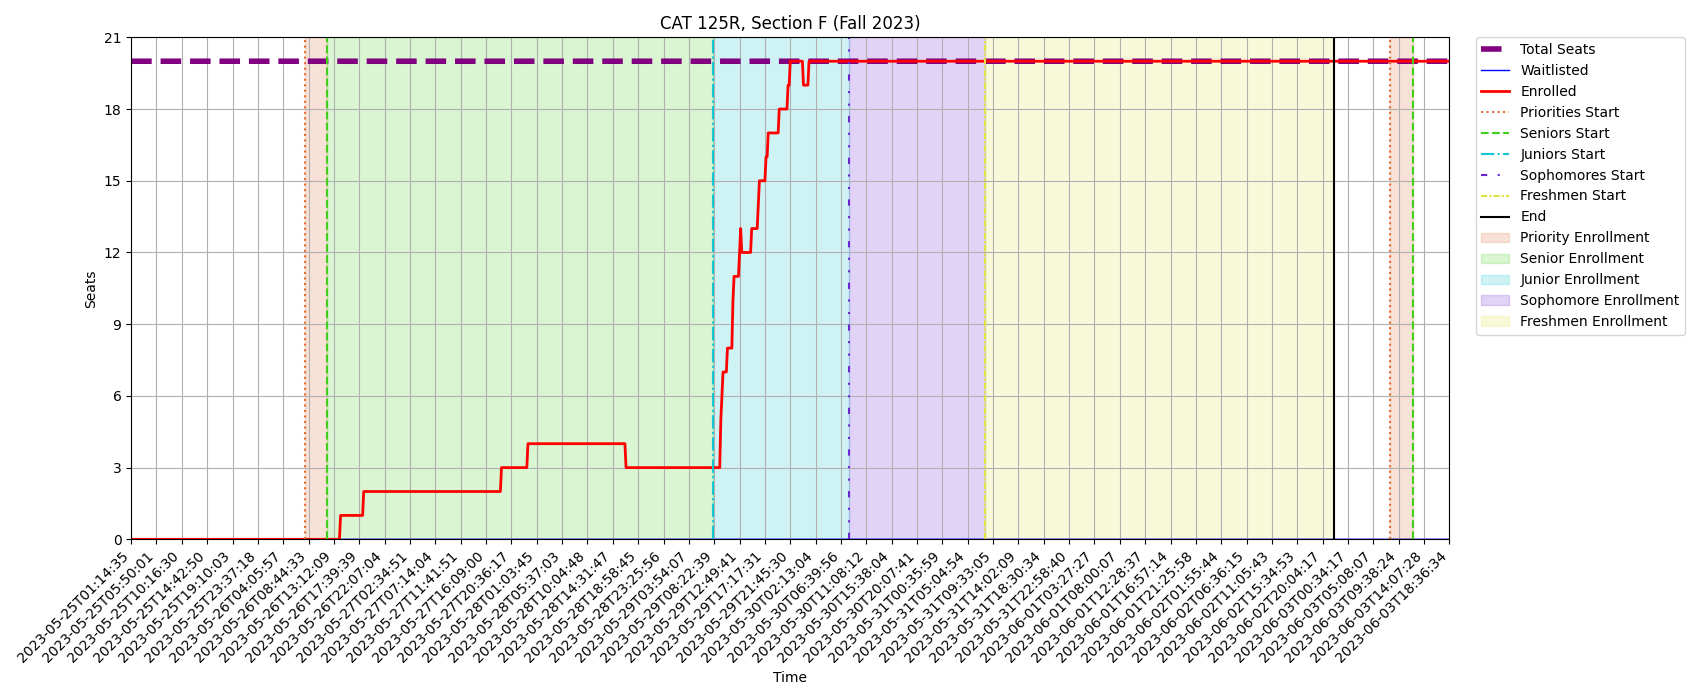 CAT 125R, Section F (Fall 2023)
Seats
21
18
15
12
9
6
3
0
2023-05-25T01:14:35
2023-05-25T05:50:01
2023-05-25T10:16:30
2023-05-25T14:42:50
2023-05-25T19:10:03
2023-05-25T23:37:18
2023-05-26T04:05:57
2023-05-26T08:44:33
2023-05-26T13:12:09
2023-05-26T17:39:39
2023-05-26T22:07:04
2023-05-27T02:34:51
2023-05-27T07:14:04
2023-05-27T11:41:51
2023-05-27T16:09:00
2023-05-27T20:36:17
2023-05-28T01:03:45
2023-05-28T05:37:03
2023-05-28T10:04:48
2023-05-28T14:31:47
2023-05-28T18:58:45
2023-05-28T23:25:56
2023-05-29T03:54:07
2023-05-29T08:22:39
2023-05-29T12:49:41
2023-05-29T17:17:31
2023-05-29T21:45:30
2023-05-30T02:13:04
2023-05-30T06:39:56
2023-05-30T11:08:12
2023-05-30T15:38:04
2023-05-30T20:07:41
2023-05-31T00:35:59
2023-05-31T05:04:54
2023-05-31T09:33:05
2023-05-31T14:02:09
2023-05-31T18:30:34
2023-05-31T22:58:40
2023-06-01T03:27:27
2023-06-01T08:00:07
2023-06-01T12:28:37
2023-06-01T16:57:14
2023-06-01T21:25:58
2023-06-02T01:55:44
2023-06-02T06:36:15
2023-06-02T11:05:43
2023-06-02T15:34:53
2023-06-02T20:04:17
2023-06-03T00:34:17
2023-06-03T05:08:07
2023-06-03T09:38:24
2023-06-03T14:07:28
2023-06-03T18:36:34
Time
Total Seats
Waitlisted
Enrolled
Priorities Start
Seniors Start
Juniors Start
Sophomores Start
Freshmen Start
End
Priority Enrollment
Senior Enrollment
Junior Enrollment
Sophomore Enrollment
Freshmen Enrollment